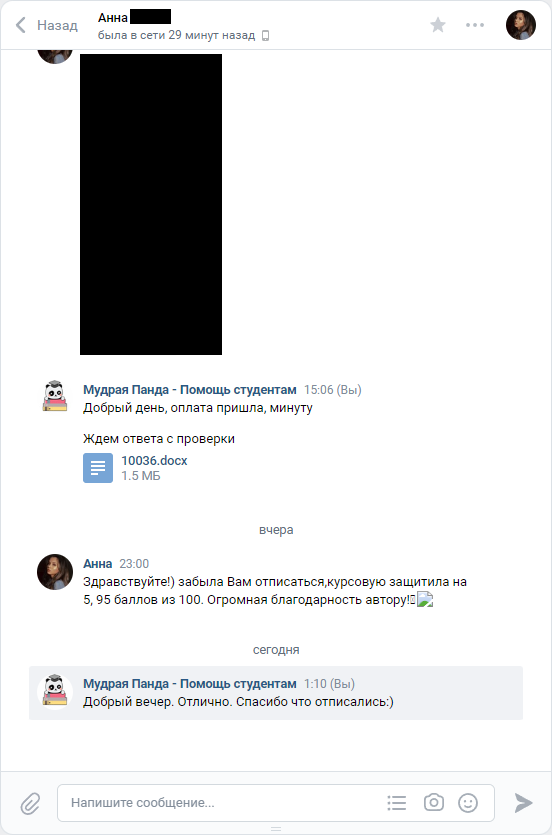 Назад
Анна
была в сети 29 минут назад
Мудрая Панда - Помощь студентам 15:06 (Вы)
Добрый день, оплата пришла, минуту
Ждем ответа с проверки
10036.docx
1.5 МБ
вчера
Анна 23:00
Здравствуйте!) забыла Вам отписаться,курсовую защитила на
5, 95 баллов из 100. Огромная благодарность автору!
сегодня
Мудрая Панда - Помощь студентам 1:10 (Вы)
Добрый вечер. Отлично. Спасибо что отписались:)
Напишите сообщение...